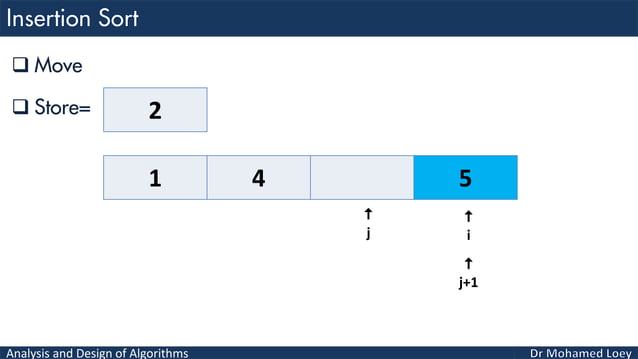 Insertion Sort
Move
Store=
2
1 4 5
j i
j+1
Analysis and Design of Algorithms Dr Mohamed Loey